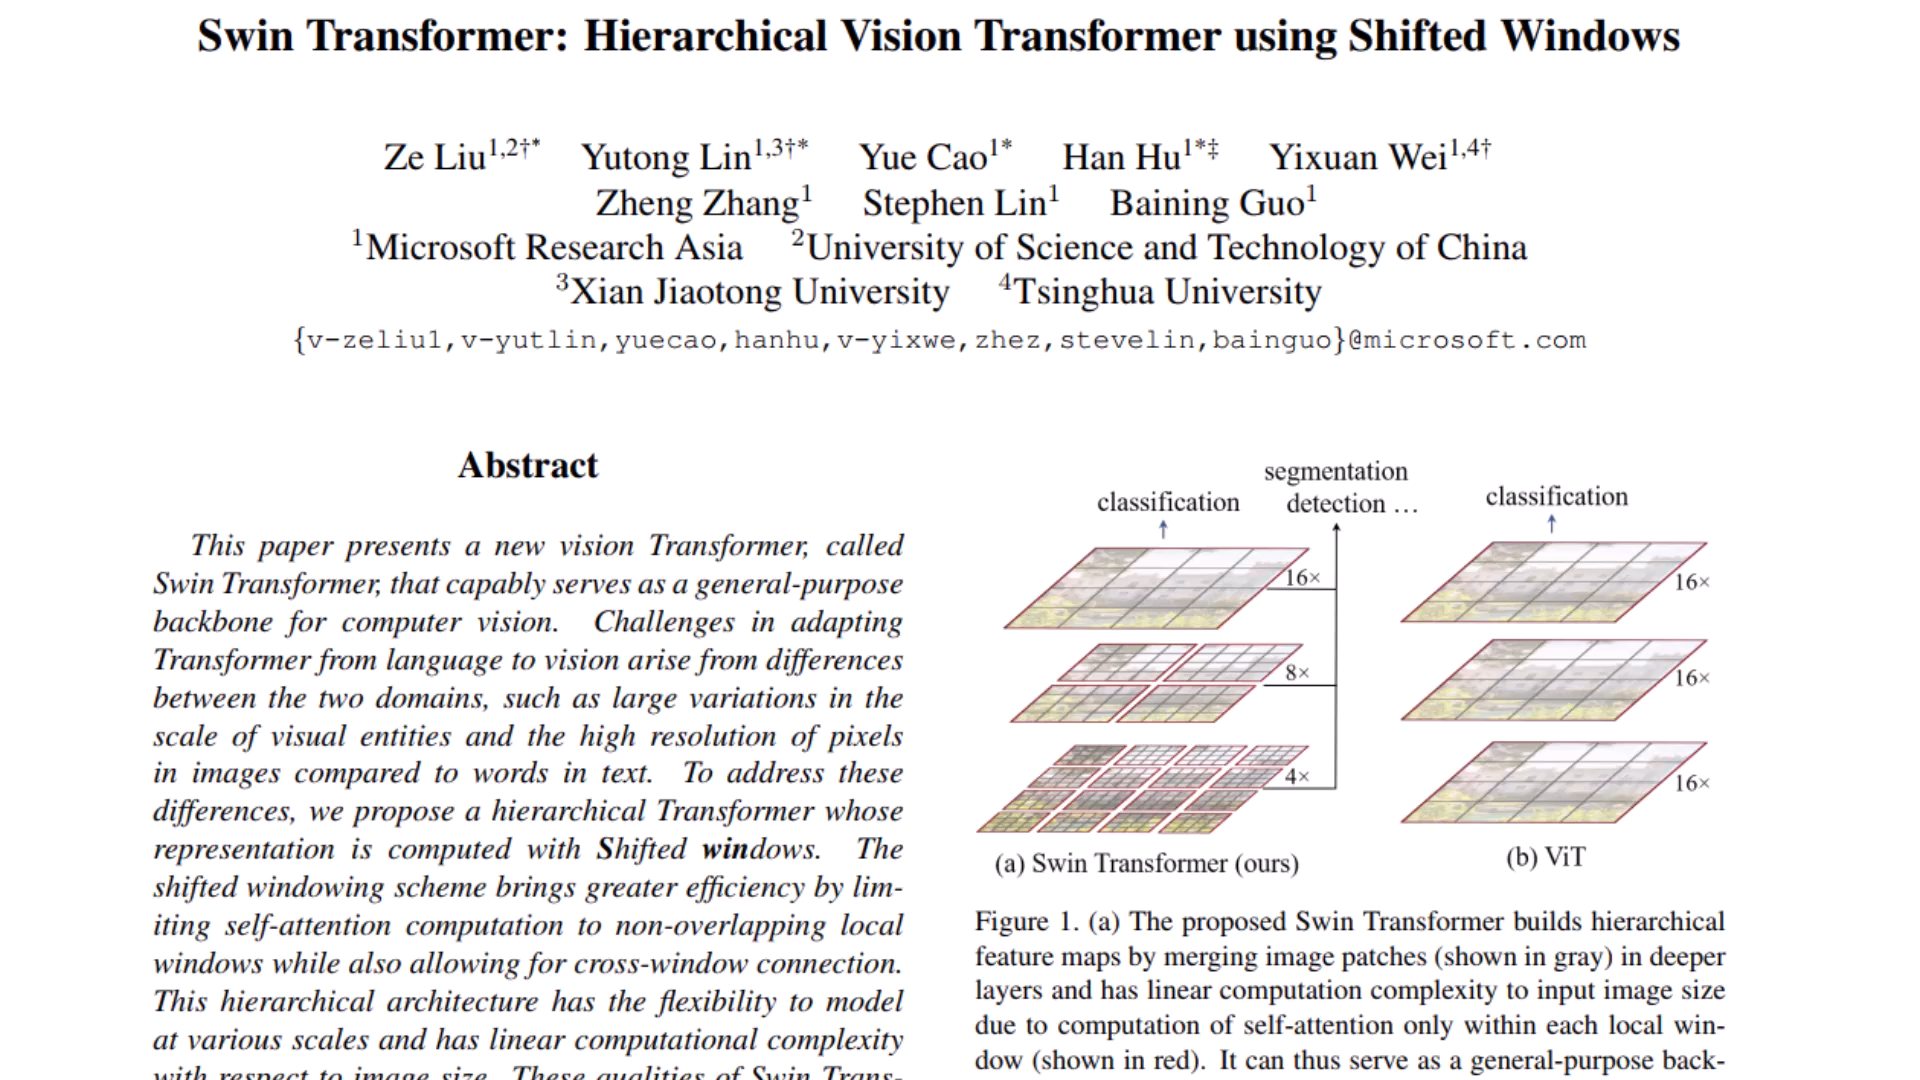 Swin Transformer: Hierarchical Vision Transformer using Shifted Windows
Ze Liu1,2†* Yutong Lin1,3†* Yue Cao1* Han Hu1*‡ Yixuan Wei1,4†
Zheng Zhang1 Stephen Lin1 Baining Guo1
1Microsoft Research Asia 2University of Science and Technology of China
3Xian Jiaotong University 4Tsinghua University
{v-zeliu1,v-yutlin,yuecao,hanhu,v-yixwe,zhez,stevelin,bainguo}@microsoft.com
Abstract
This paper presents a new vision Transformer, called
Swin Transformer, that capably serves as a general-purpose
backbone for computer vision. Challenges in adapting
Transformer from language to vision arise from differences
between the two domains, such as large variations in the
scale of visual entities and the high resolution of pixels
in images compared to words in text. To address these
differences, we propose a hierarchical Transformer whose
representation is computed with Shifted windows. The
shifted windowing scheme brings greater efficiency by lim-
iting self-attention computation to non-overlapping local
windows while also allowing for cross-window connection.
This hierarchical architecture has the flexibility to model
at various scales and has linear computational complexity
with respect to image size. These qualities of Swin Trans-
segmentation
classification detection ...
16×
8×
4×
(a) Swin Transformer (ours)
classification
16×
16×
16×
(b) ViT
Figure 1. (a) The proposed Swin Transformer builds hierarchical
feature maps by merging image patches (shown in gray) in deeper
layers and has linear computation complexity to input image size
due to computation of self-attention only within each local win-
dow (shown in red). It can thus serve as a general-purpose back-